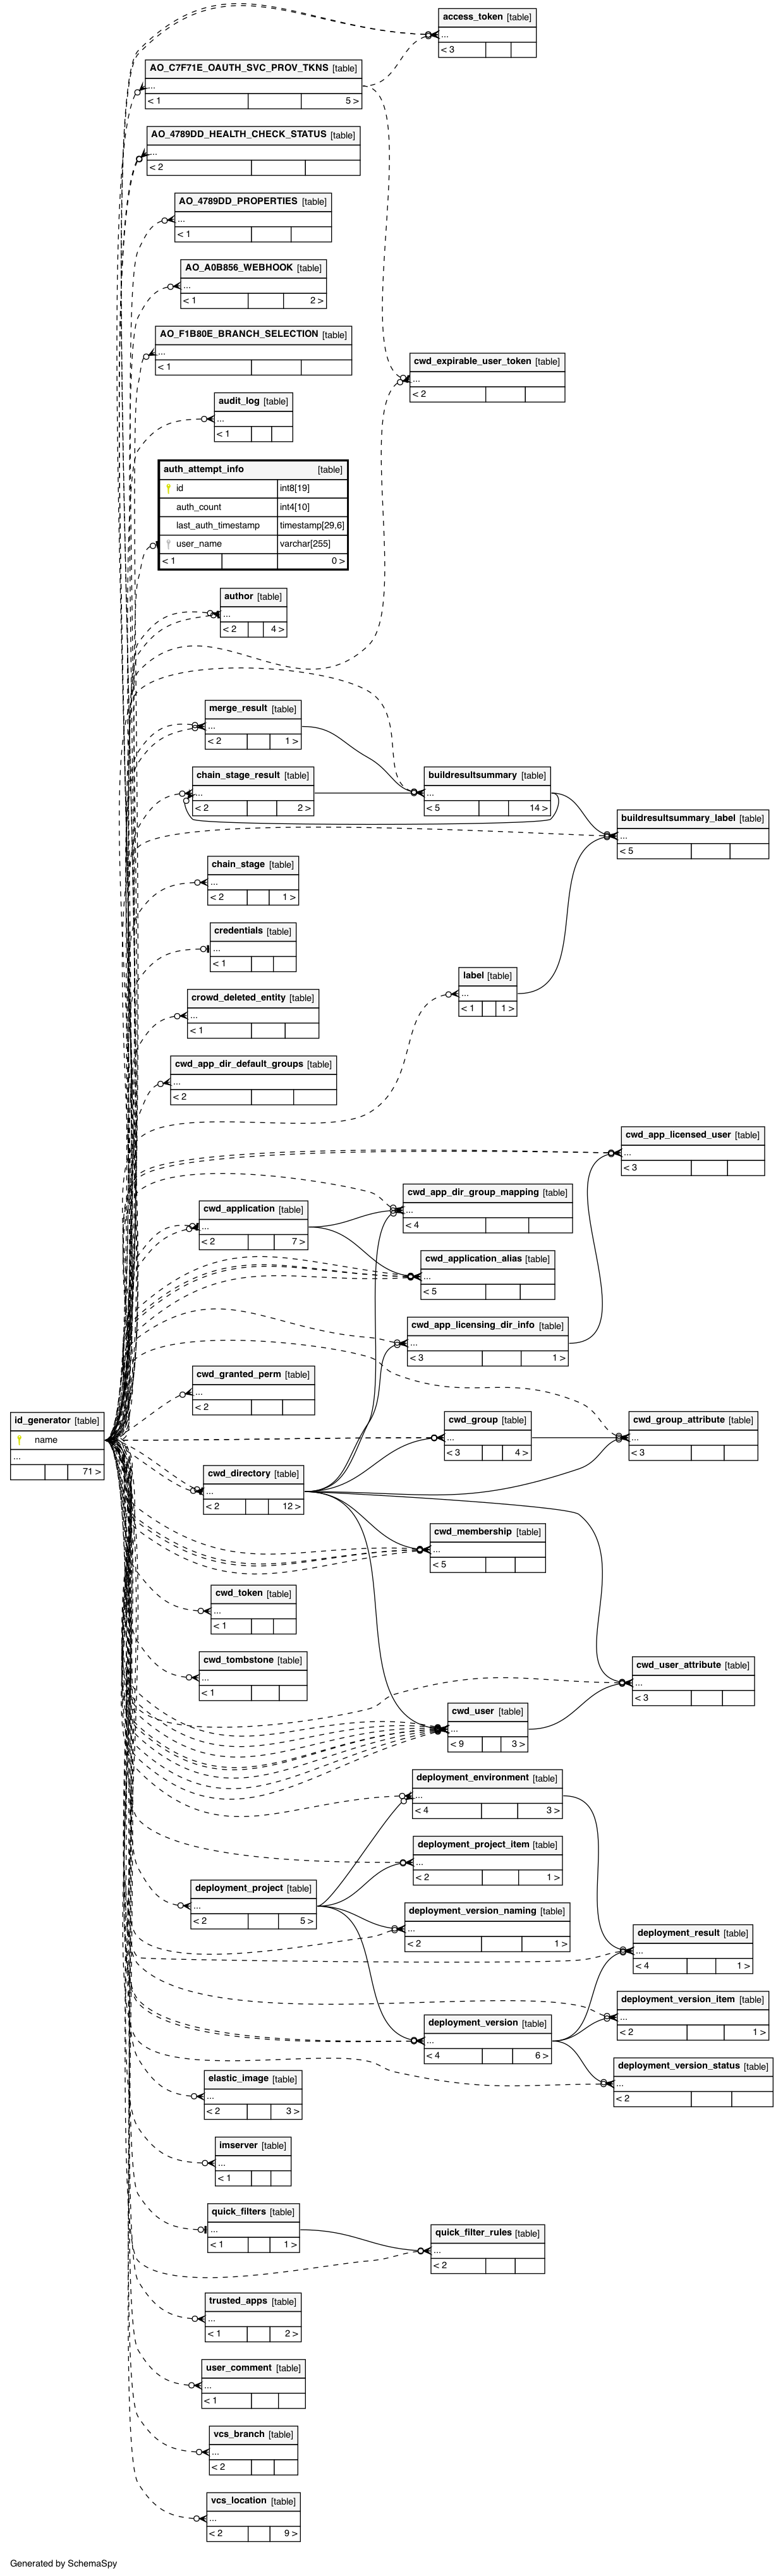 access_token [table]
...
< 3
AO_C7F71E_OAUTH_SVC_PROV_TKNS [table]
...
< 1 5 >
AO_4789DD_HEALTH_CHECK_STATUS [table]
...
< 2
AO_4789DD_PROPERTIES [table]
...
< 1
AO_A0B856_WEBHOOK [table]
...
< 1 2 >
AO_F1B80E_BRANCH_SELECTION [table]
...
< 1
cwd_expirable_user_token [table]
...
< 2
audit_log [table]
...
< 1
auth_attempt_info [table]
id int8[19]
auth_count int4[10]
last_auth_timestamp timestamp[29,6]
user_name varchar[255]
< 1 0 >
author [table]
...
< 2 4 >
merge_result [table]
...
< 2 1 >
chain_stage_result [table]
...
< 2 2 >
buildresultsummary [table]
...
< 5 14 >
buildresultsummary_label [table]
...
< 5
chain_stage [table]
...
< 2 1 >
credentials [table]
...
< 1
label [table]
...
< 1 1 >
crowd_deleted_entity [table]
...
< 1
cwd_app_dir_default_groups [table]
...
< 2
cwd_app_licensed_user [table]
...
< 3
cwd_app_dir_group_mapping [table]
...
< 4
cwd_application [table]
...
< 2 7 >
cwd_application_alias [table]
...
< 5
cwd_app_licensing_dir_info [table]
...
< 3 1 >
cwd_granted_perm [table]
...
< 2
id_generator [table]
name
...
71 >
cwd_group [table]
...
< 3 4 >
cwd_group_attribute [table]
...
< 3
cwd_directory [table]
...
< 2 12 >
cwd_membership [table]
...
< 5
cwd_token [table]
...
< 1
cwd_tombstone [table]
...
< 1
cwd_user_attribute [table]
...
< 3
cwd_user [table]
...
< 9 3 >
deployment_environment [table]
...
< 4 3 >
deployment_project_item [table]
...
< 2 1 >
deployment_project [table]
...
< 2 5 >
deployment_version_naming [table]
...
< 2 1 >
deployment_result [table]
...
< 4 1 >
deployment_version_item [table]
...
< 2 1 >
deployment_version [table]
...
< 4 6 >
deployment_version_status [table]
...
< 2
elastic_image [table]
...
< 2 3 >
imserver [table]
...
< 1
quick_filters [table]
...
< 1 1 >
quick_filter_rules [table]
...
< 2
trusted_apps [table]
...
< 1 2 >
user_comment [table]
...
< 1
vcs_branch [table]
...
< 2
vcs_location [table]
...
< 2 9 >
Generated by SchemaSpy